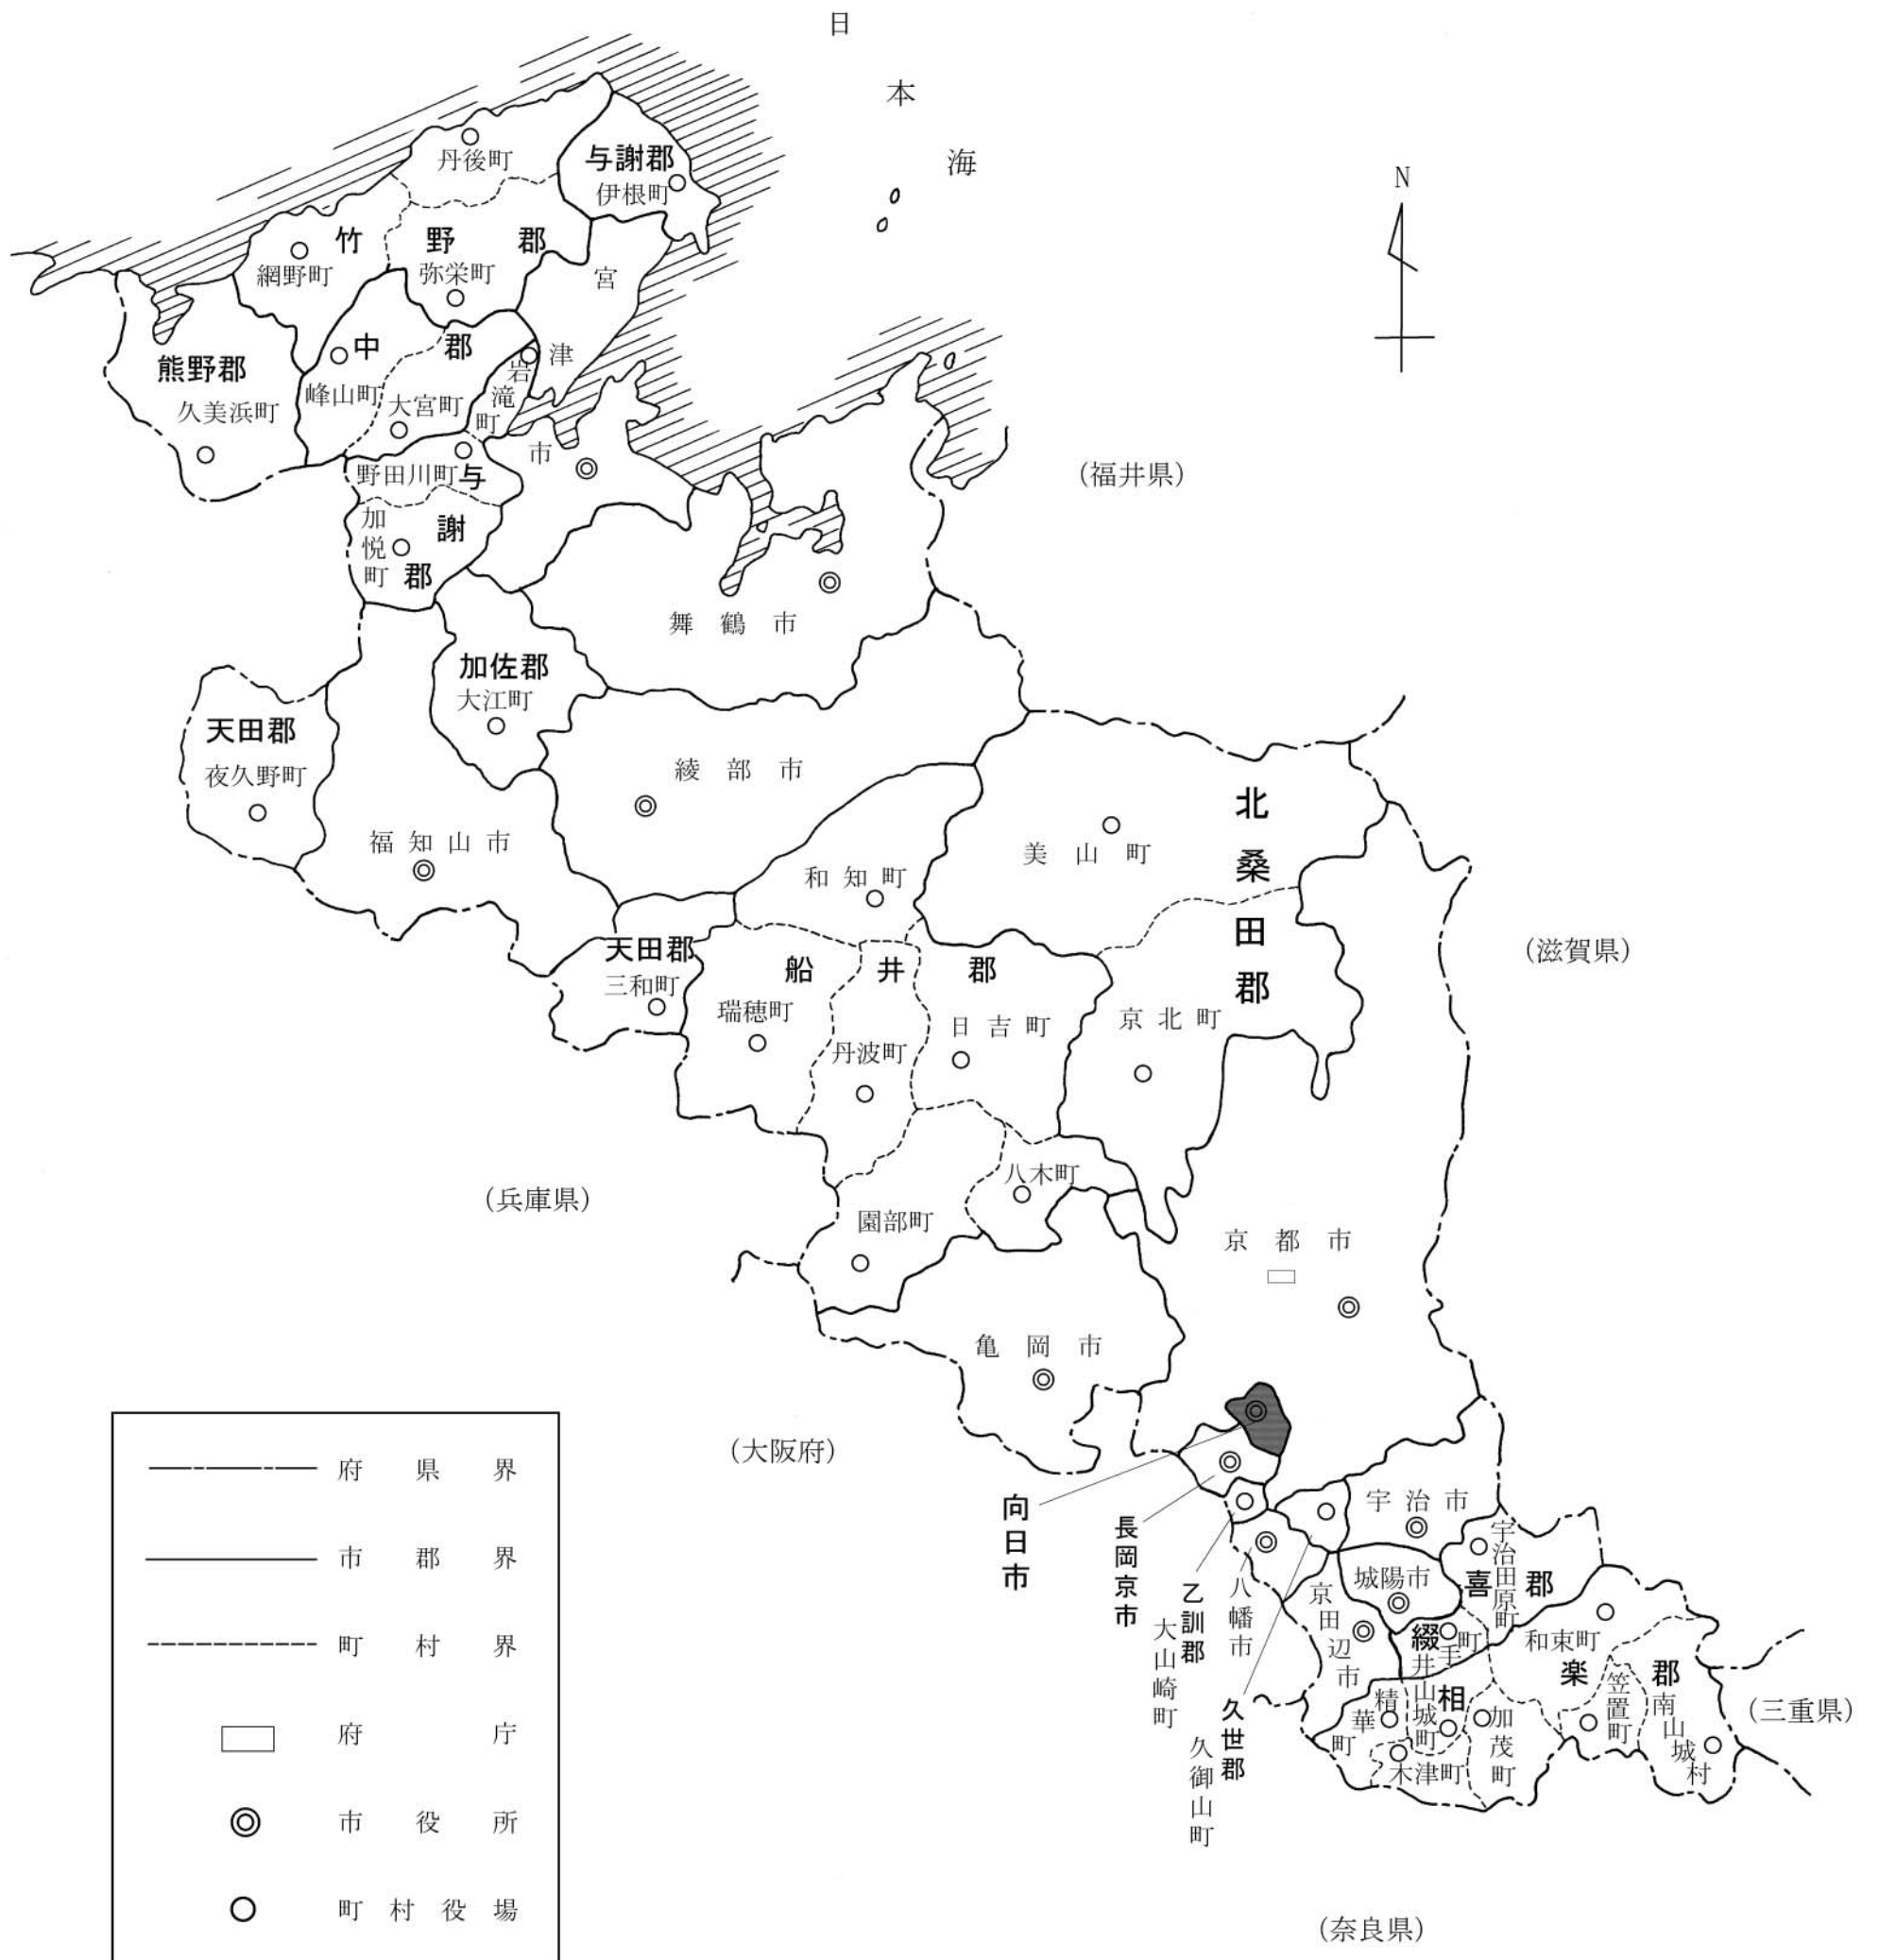 日本海
N
丹後町
与謝郡
伊根町
竹野郡
網野町
弥栄町
宮津市
熊野郡
久美浜町
中郡
峰山町
大宮町
岩滝町
野田川町
与謝郡
加悦町
(福井県)
舞鶴市
加佐郡
大江町
天田郡
夜久野町
綾部市
福知山市
北桑田郡
美山町
和知町
天田郡
三和町
船井郡
瑞穂町
丹波町
日吉町
京北町
(滋賀県)
八木町
園部町
(兵庫県)
京都市
亀岡市
(大阪府)
向日市
長岡京市
乙訓郡
大山崎町
八幡市
久世郡
久御山町
宇治市
宇治田原町
城陽市
綴喜郡
京田辺市
井手町
和束町
相楽郡
精華町
山城町
木津町
加茂町
笠置町
南山城村
(三重県)
(奈良県)
府県界
市郡界
町村界
府庁
市役所
町村役場